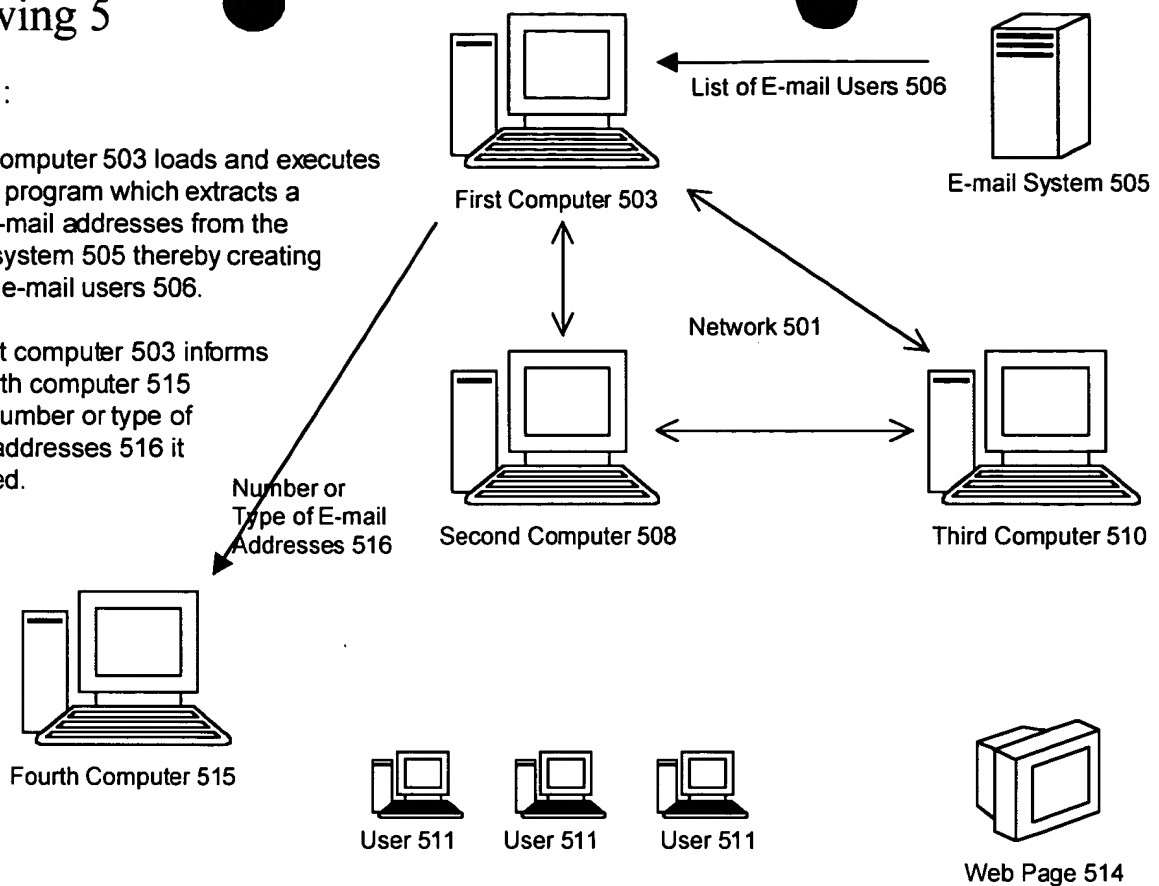 ving 5
:
omputer 503 loads and executes
program which extracts a
-mail addresses from the
system 505 thereby creating
e-mail users 506.
t computer 503 informs
th computer 515
umber or type of
addresses 516 it
ed.
List of E-mail Users 506
E-mail System 505
First Computer 503
Network 501
Number or
Type of E-mail
Addresses 516
Second Computer 508
Third Computer 510
Fourth Computer 515
User 511
User 511
User 511
Web Page 514